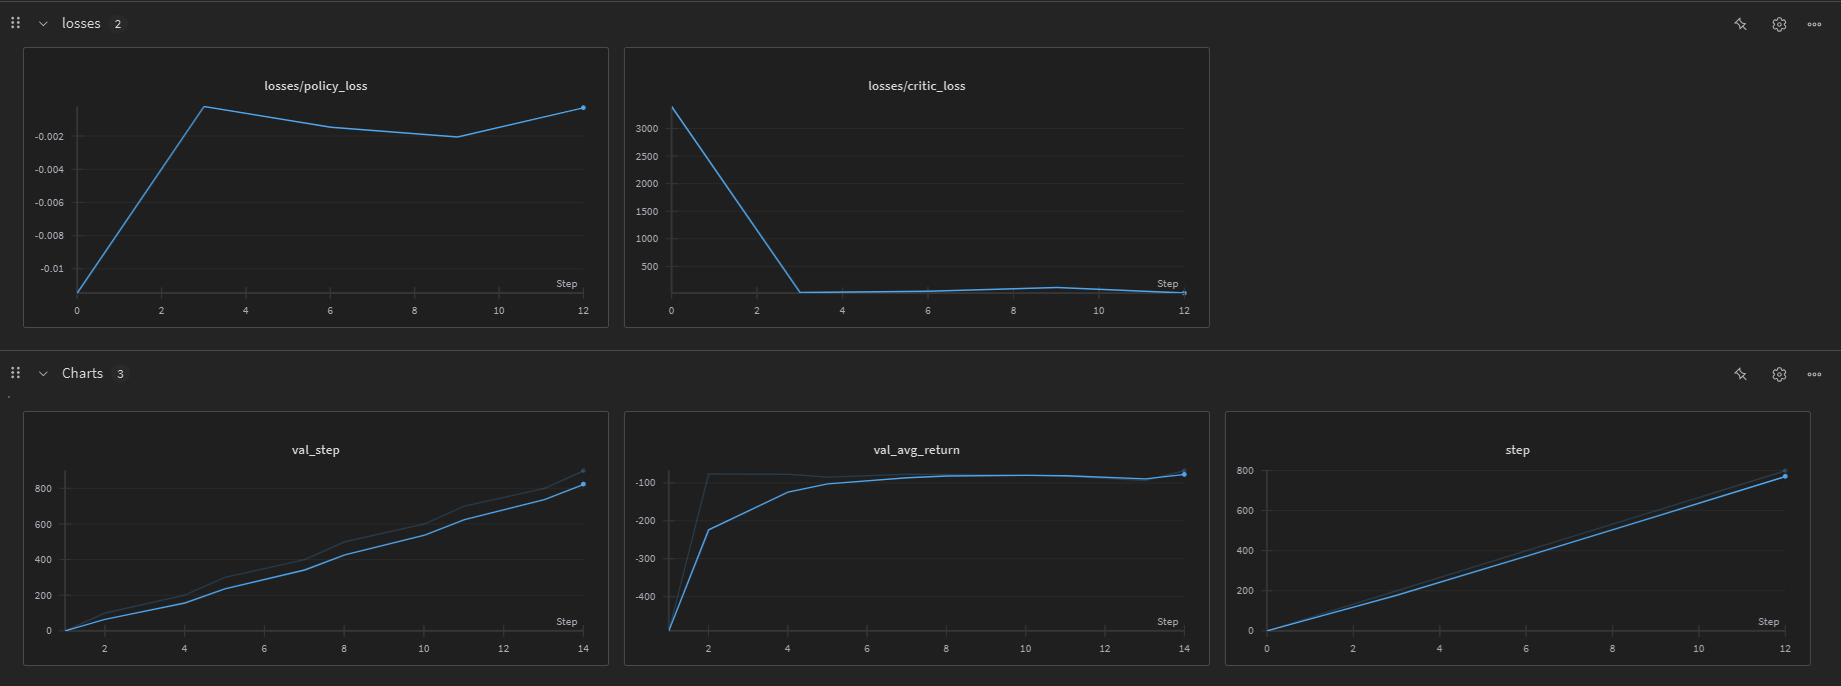 losses 2
losses/policy_loss
-0.002
-0.004
-0.006
-0.008
-0.01
Step
0 2 4 6 8 10 12
losses/critic_loss
3000
2500
2000
1500
1000
500
Step
0 2 4 6 8 10 12
Charts 3
val_step
800
600
400
200
0
Step
2 4 6 8 10 12 14
val_avg_return
-100
-200
-300
-400
Step
2 4 6 8 10 12 14
step
800
600
400
200
0
Step
0 2 4 6 8 10 12